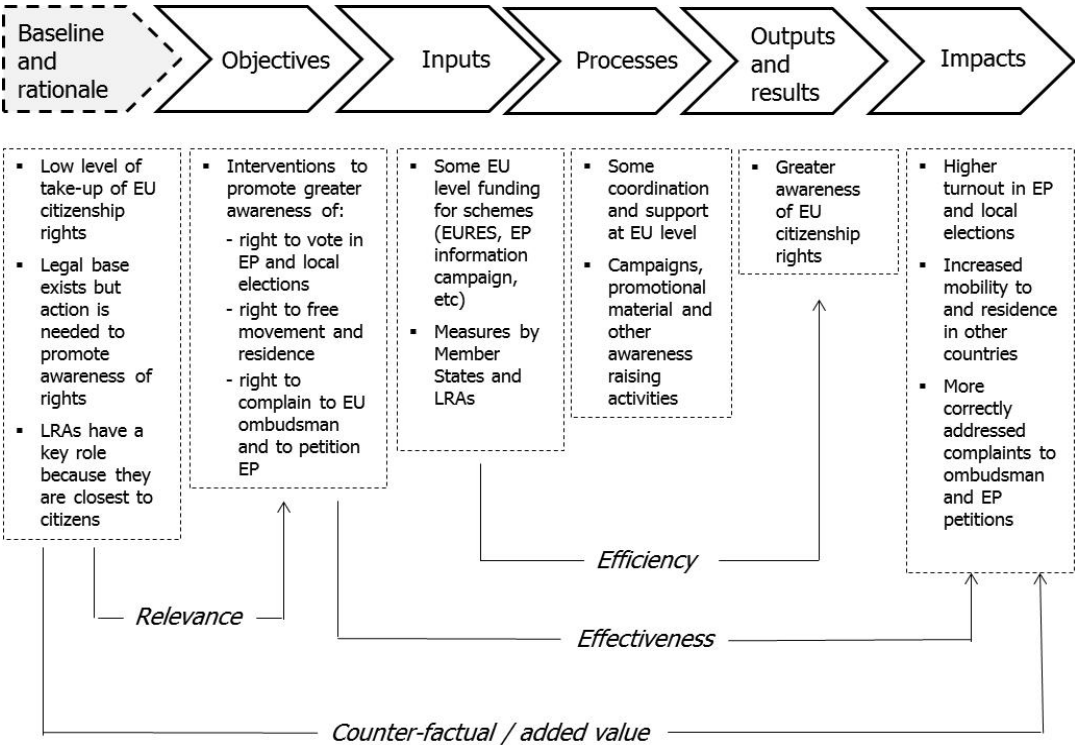 Baseline
and
rationale
Objectives
Inputs
Processes
Outputs
and
results
Impacts
▪ Low level of
take-up of EU
citizenship
rights
▪ Legal base
exists but
action is
needed to
promote
awareness of
rights
▪ LRAs have a
key role
because they
are closest to
citizens
▪ Interventions to
promote greater
awareness of:
- right to vote in
EP and local
elections
- right to free
movement and
residence
- right to
complain to EU
ombudsman
and to petition
EP
▪ Some EU
level funding
for schemes
(EURES, EP
information
campaign,
etc)
▪ Measures by
Member
States and
LRAs
▪ Some
coordination
and support
at EU level
▪ Campaigns,
promotional
material and
other
awareness
raising
activities
▪ Greater
awareness
of EU
citizenship
rights
▪ Higher
turnout in EP
and local
elections
▪ Increased
mobility to
and residence
in other
countries
▪ More
correctly
addressed
complaints to
ombudsman
and EP
petitions
Efficiency
Relevance
Effectiveness
Counter-factual / added value